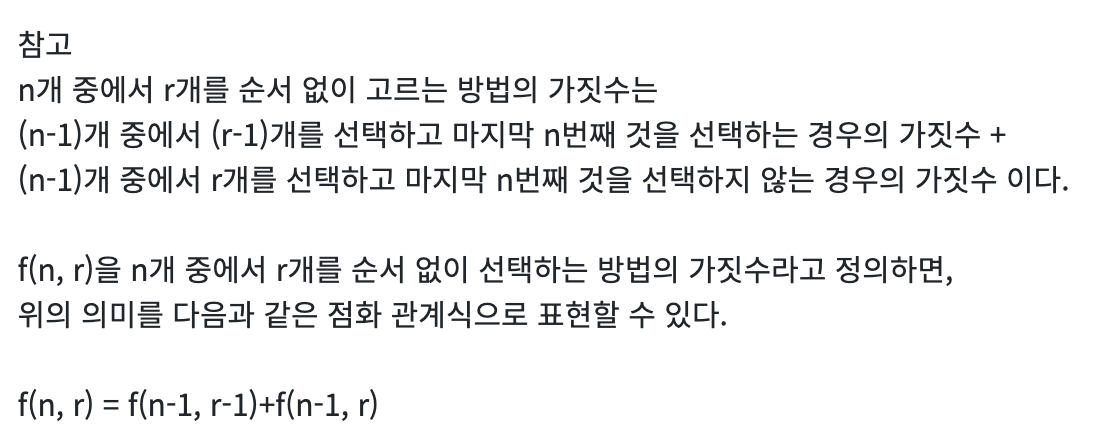 참고
n개 중에서 r개를 순서 없이 고르는 방법의 가짓수는
(n-1)개 중에서 (r-1)개를 선택하고 마지막 n번째 것을 선택하는 경우의 가짓수 +
(n-1)개 중에서 r개를 선택하고 마지막 n번째 것을 선택하지 않는 경우의 가짓수 이다.
f(n, r)을 n개 중에서 r개를 순서 없이 선택하는 방법의 가짓수라고 정의하면,
위의 의미를 다음과 같은 점화 관계식으로 표현할 수 있다.
f(n, r) = f(n-1, r-1)+f(n-1, r)